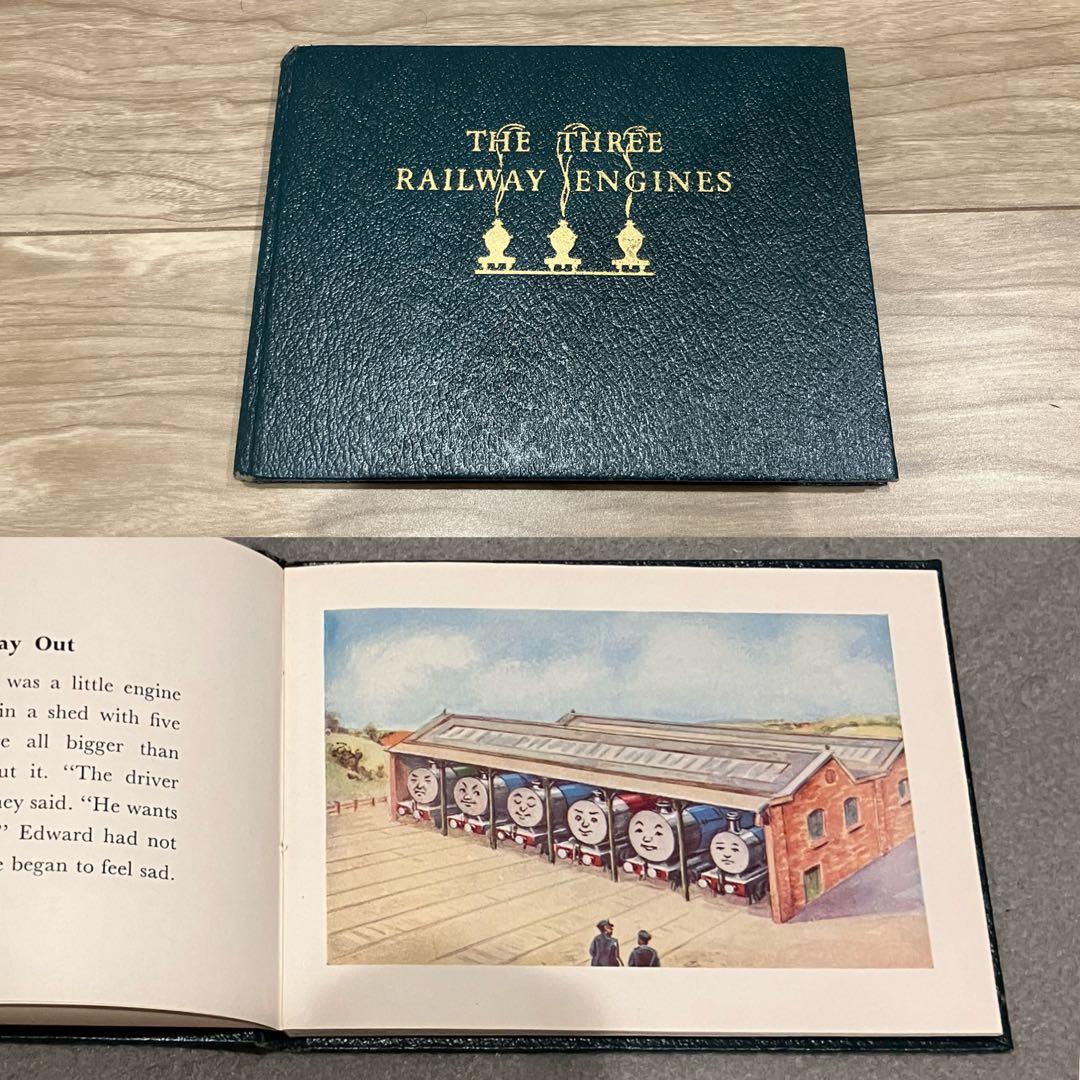 THE THREE
RAILWAY ENGINES
ay Out
was a little engine
in a shed with five
e all bigger than
ut it. “The driver
ney said. “He wants
” Edward had not
e began to feel sad.